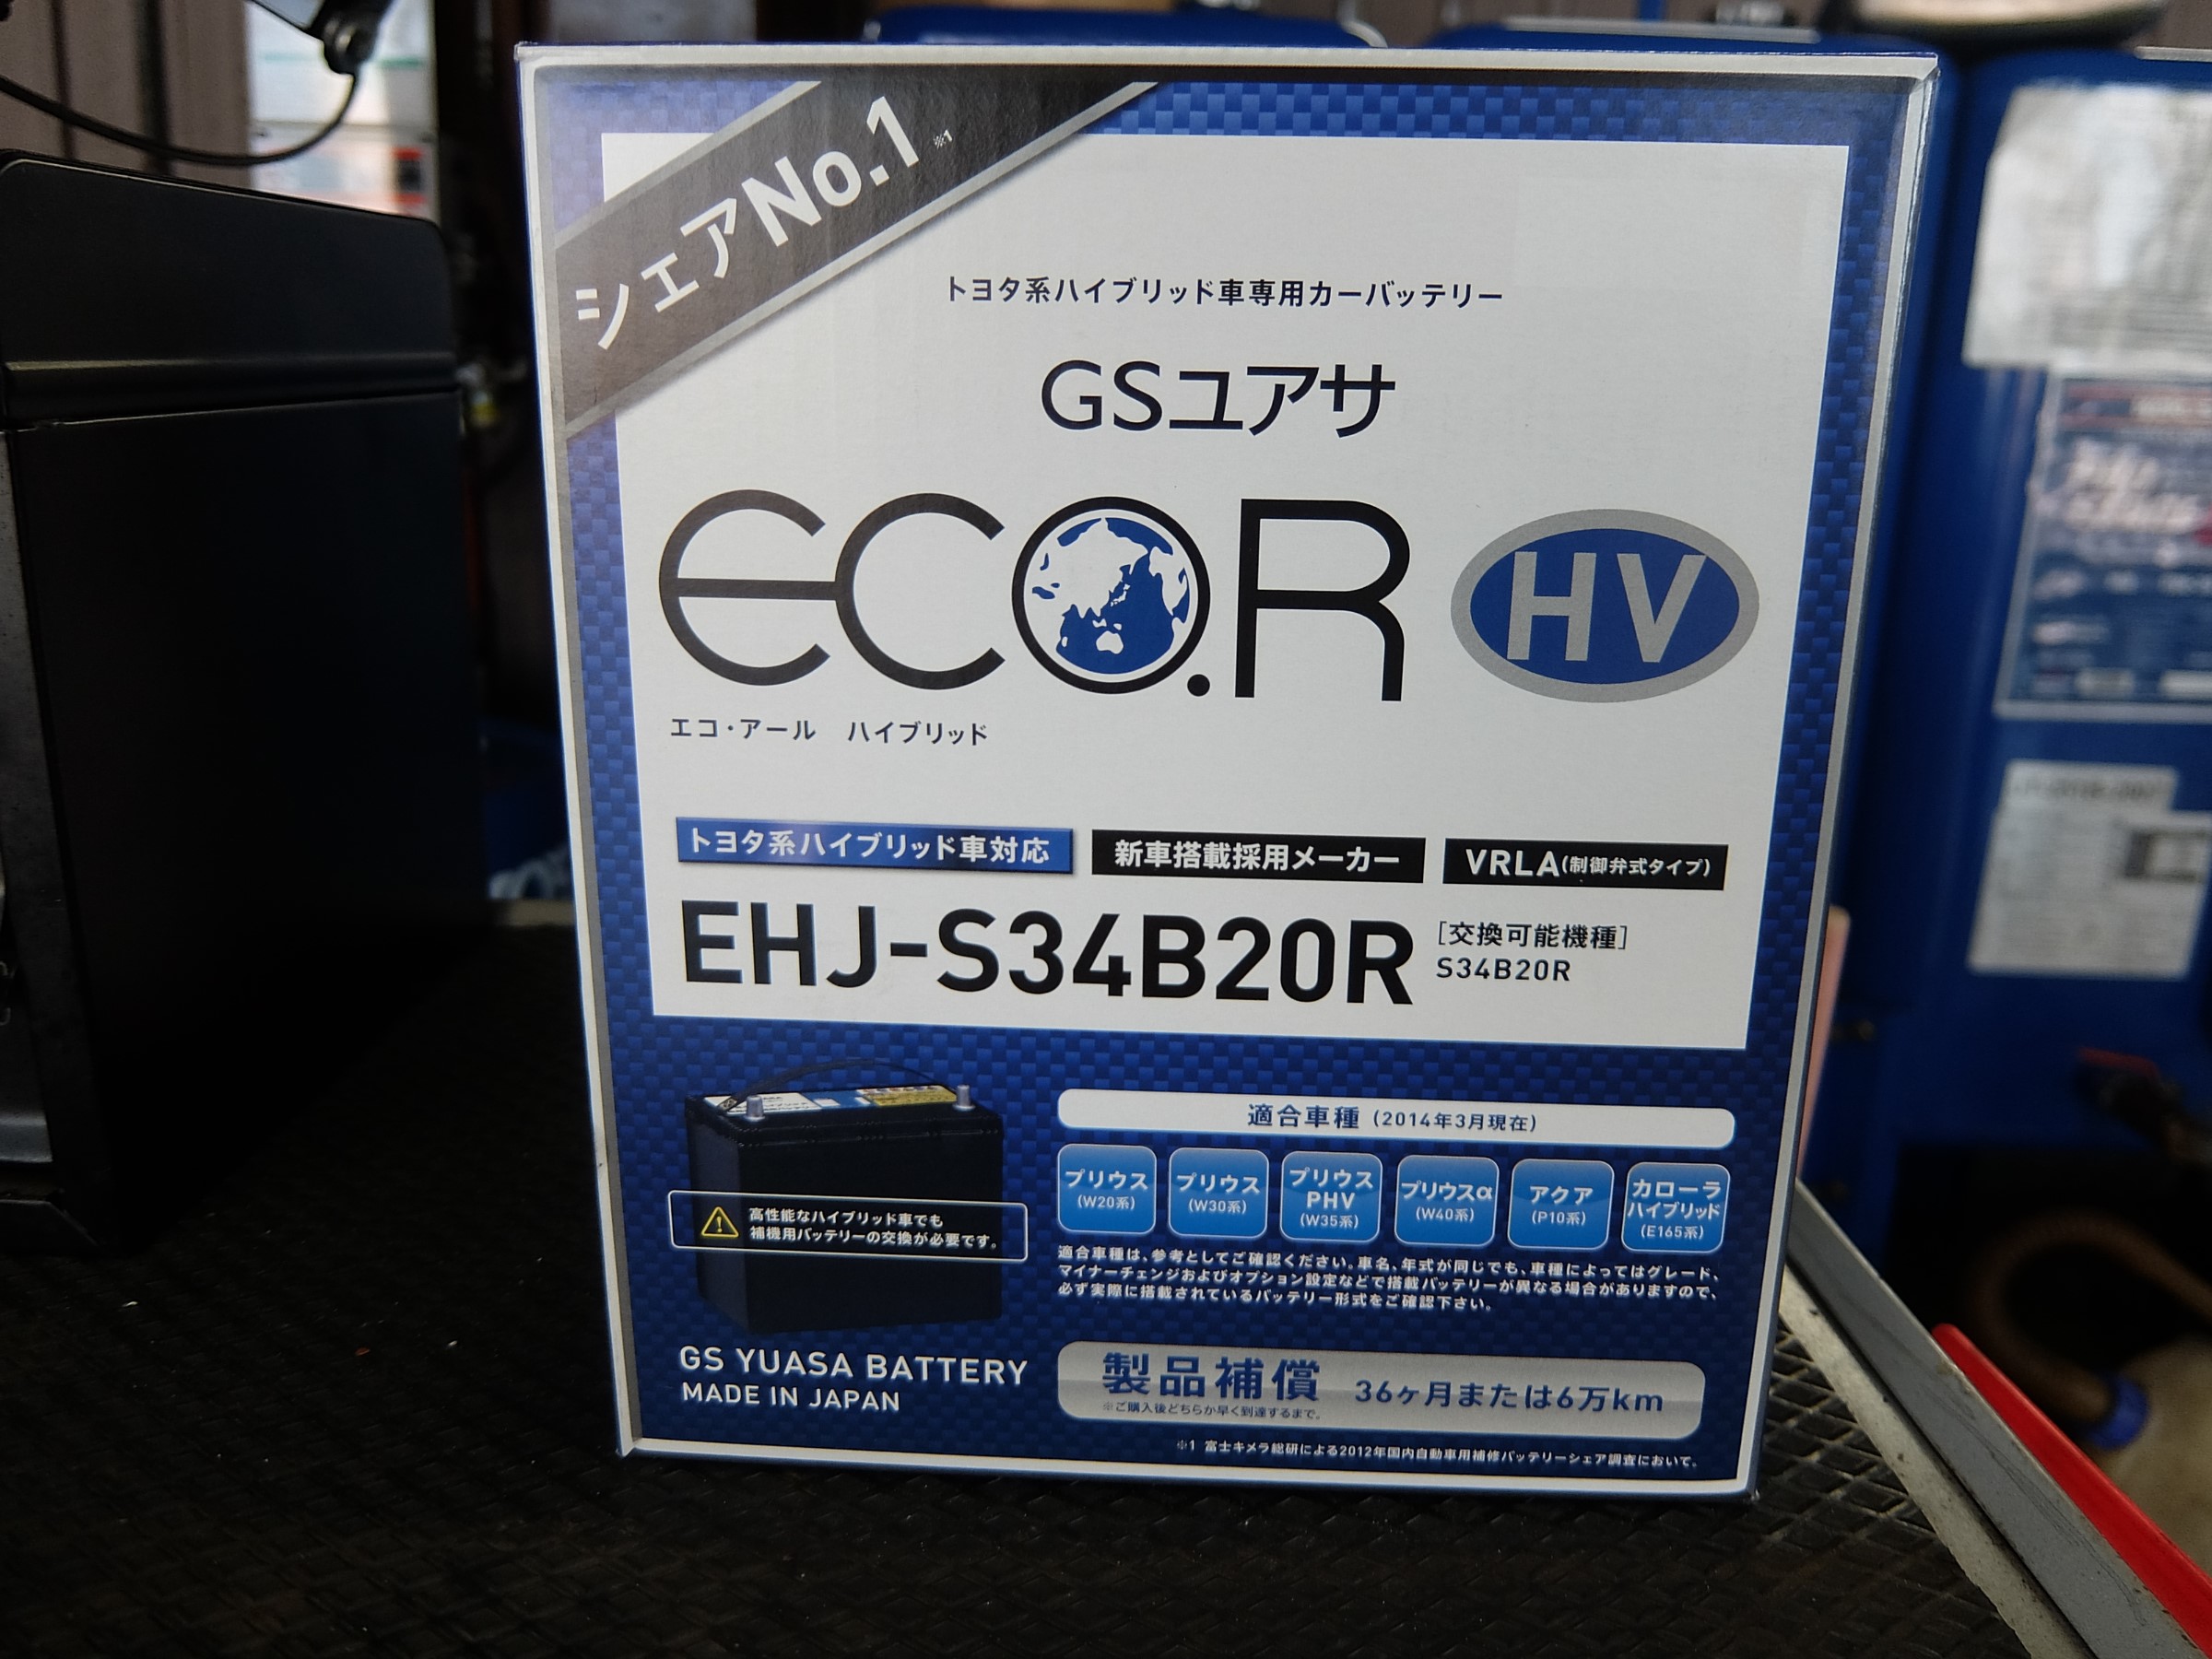 シェアNo.1 ※1
トヨタ系ハイブリッド車専用カーバッテリー
GSユアサ
eco.R HV
エコ・アール ハイブリッド
トヨタ系ハイブリッド車対応 新車搭載採用メーカー VRLA(制御弁式タイプ)
EHJ-S34B20R
[交換可能機種]
S34B20R
適合車種 (2014年3月現在)
プリウス
(W20系)
プリウス
(W30系)
プリウス
PHV
(W35系)
プリウスα
(W40系)
アクア
(P10系)
カローラ
ハイブリッド
(E165系)
高性能なハイブリッド車でも
補機用バッテリーの交換が必要です。
適合車種は、参考としてご確認ください。車名、年式が同じでも、車種によってはグレード、
マイナーチェンジおよびオプション設定などで搭載バッテリーが異なる場合がありますので、
必ず実際に搭載されているバッテリー形式をご確認下さい。
GS YUASA BATTERY
MADE IN JAPAN
製品補償 36ヶ月または6万km
※ご購入後どちらか早く到達するまで。
※1 富士キメラ総研による2012年国内自動車用補修バッテリーシェア調査において。